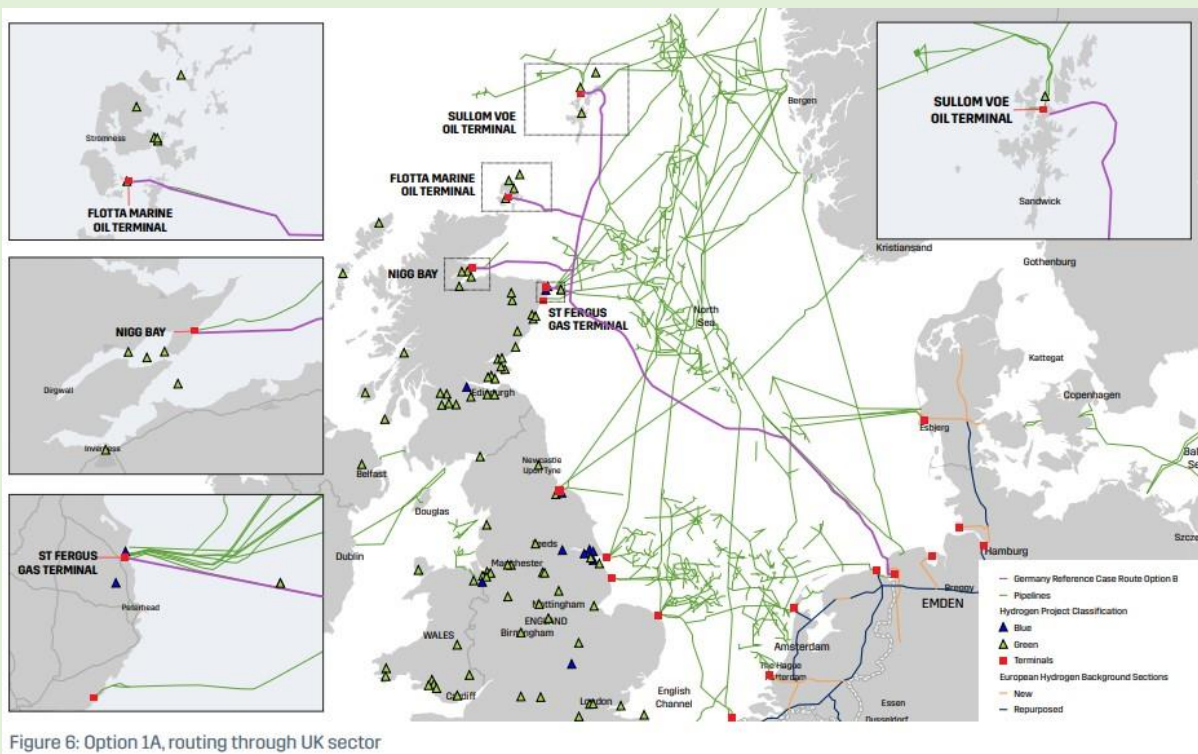 Stromness
FLOTTA MARINE
OIL TERMINAL
NIGG BAY
Dirgwall
Inverness
ST FERGUS
GAS TERMINAL
Peterhead
SULLOM VOE
OIL TERMINAL
FLOTTA MARINE
OIL TERMINAL
NIGG BAY
ST FERGUS
GAS TERMINAL
Bergen
Kristiansand
Gothenburg
North
Sea
Kattegat
Copenhagen
Esbjerg
Edinburgh
Belfast
Newcastle
Upon Tyne
Douglas
Dublin
Leeds
Manchester
Nottingham
ENGLAND
Birmingham
WALES
Cardiff
London
English
Channel
Amsterdam
The Hague
Rotterdam
Hamburg
EMDEN
Essen
SULLOM VOE
OIL TERMINAL
Sandwick
Germany Reference Case Route Option B
Pipelines
Hydrogen Project Classification
Blue
Green
Terminals
European Hydrogen Background Sections
New
Repurposed
Figure 6: Option 1A, routing through UK sector